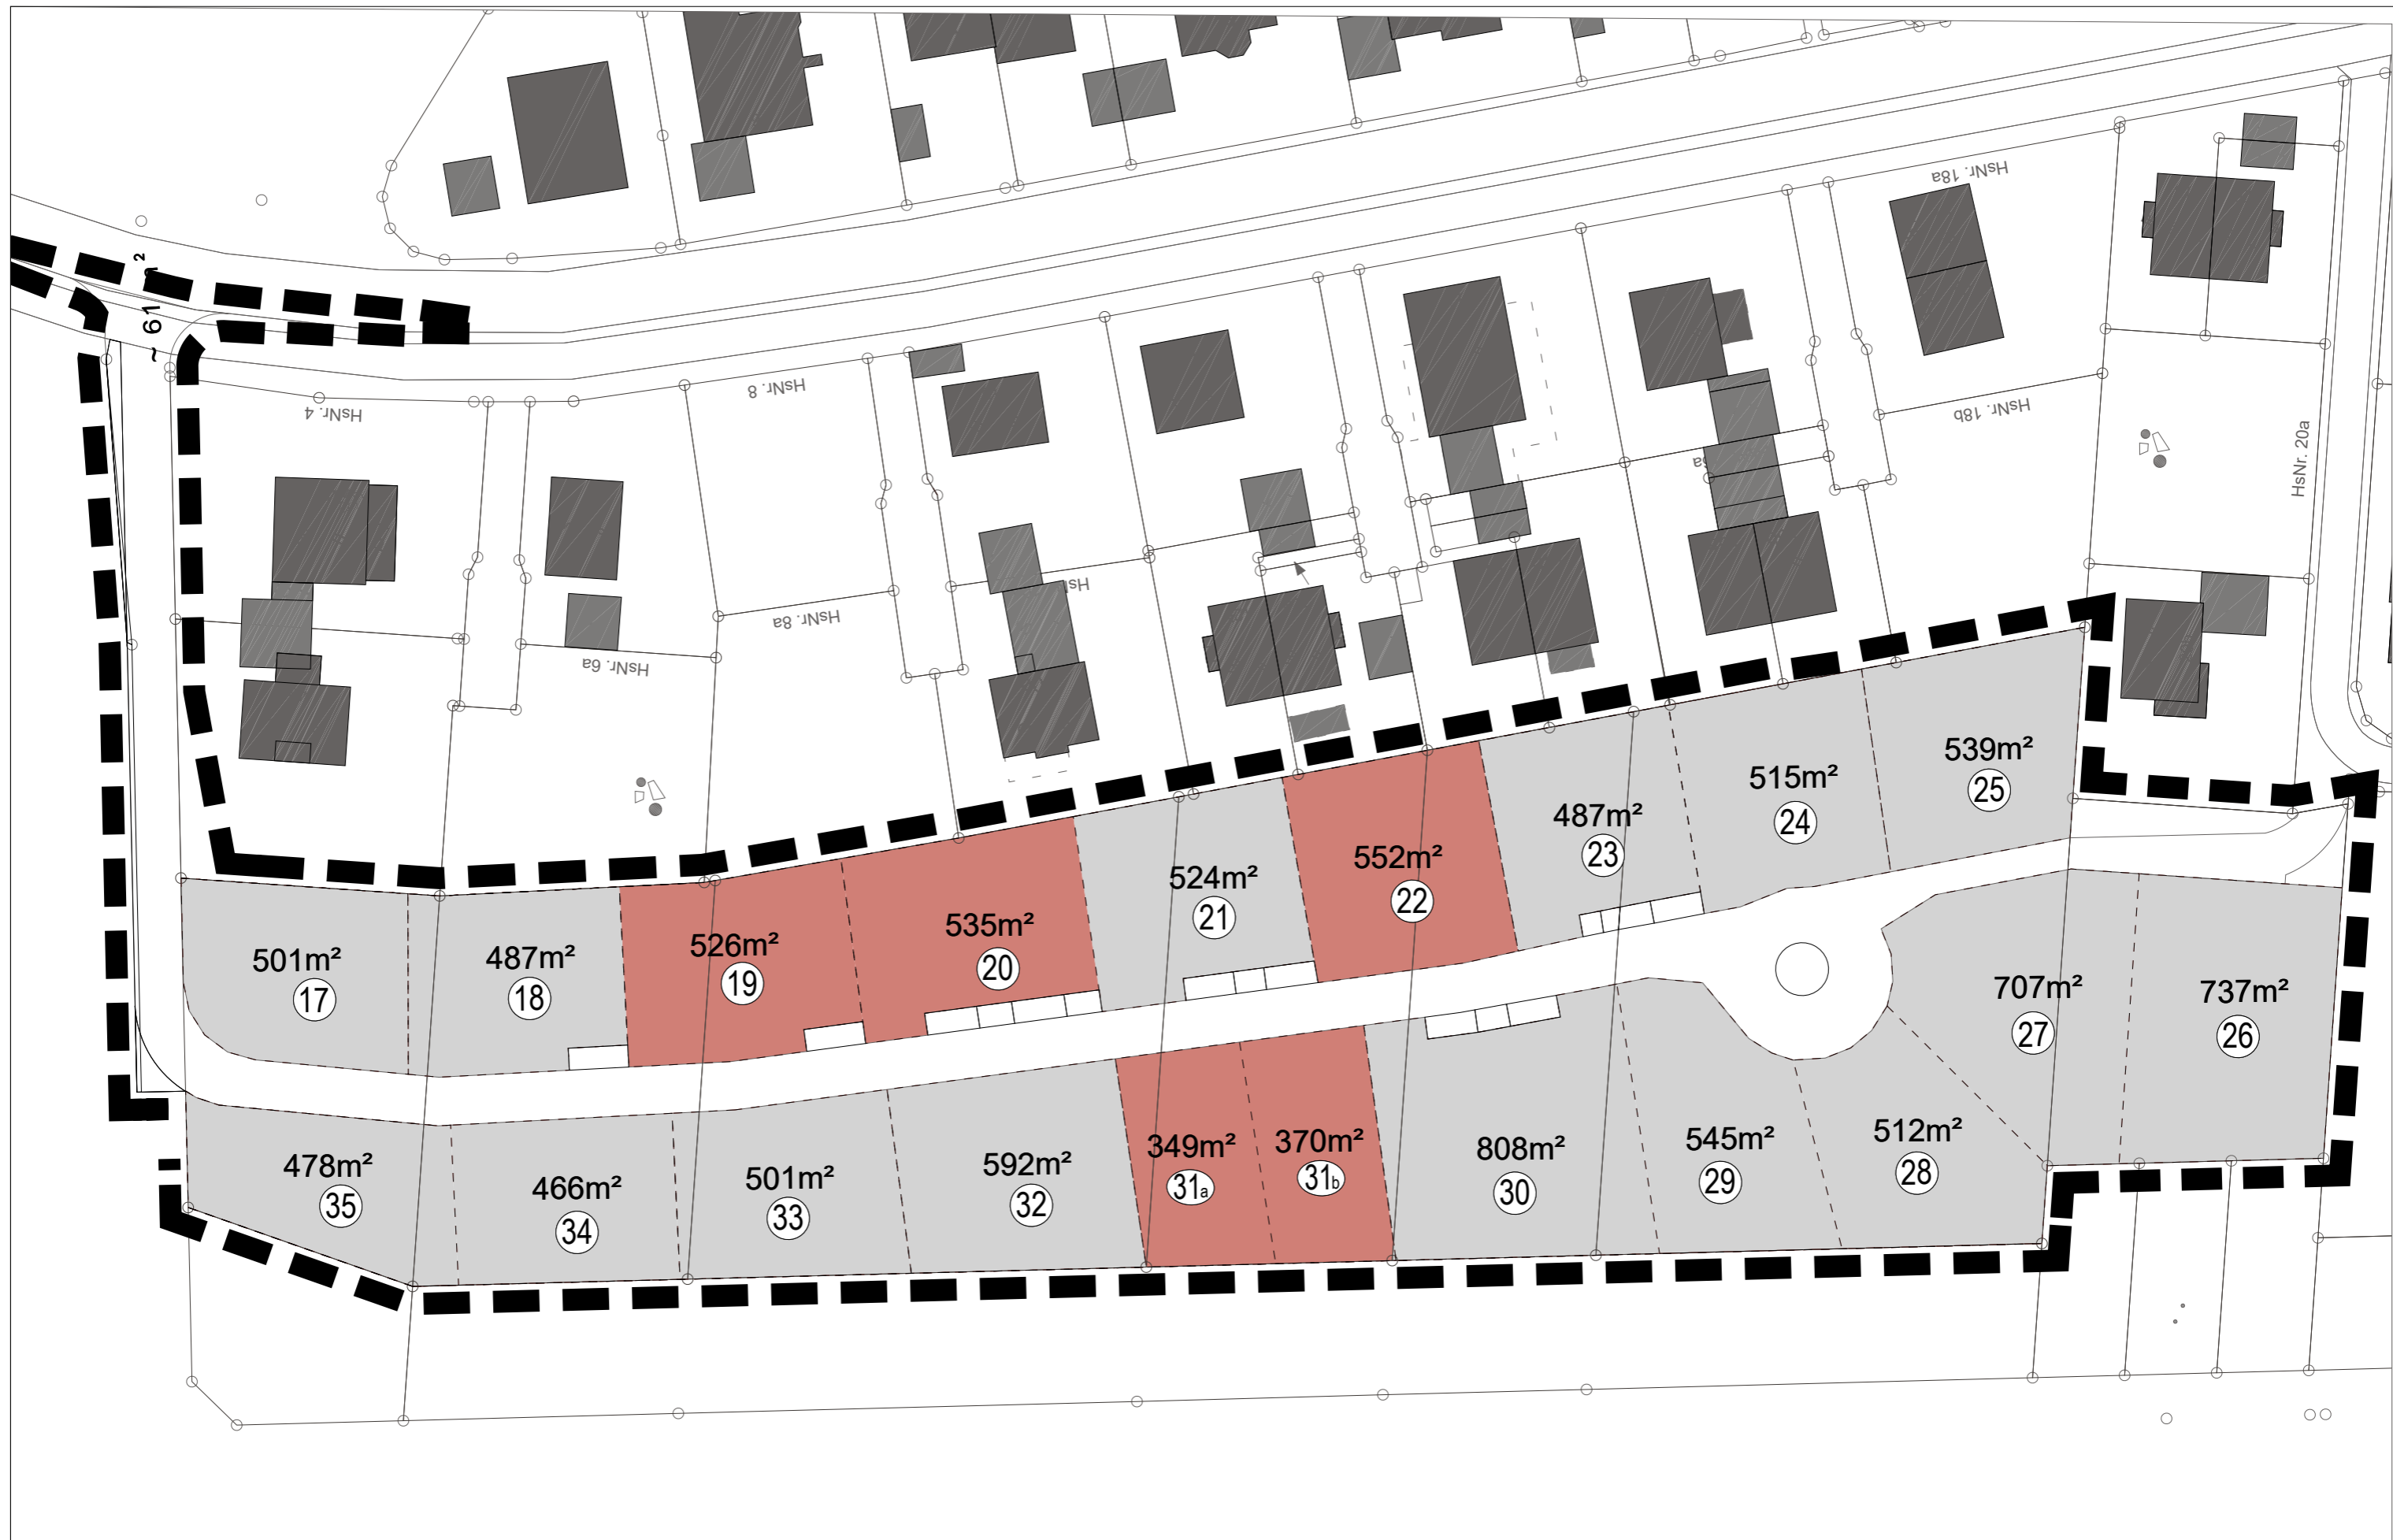 HsNr. 18a
~ 61
HsNr. 4
HsNr. 8
HsNr. 18b
HsNr. 20a
HsNr. 8a
HsNr. 6a
539m²
25
515m²
24
487m²
23
552m²
22
524m²
21
535m²
20
526m²
19
487m²
18
501m²
17
707m²
27
737m²
26
478m²
35
466m²
34
501m²
33
592m²
32
349m²
31a
370m²
31b
808m²
30
545m²
29
512m²
28